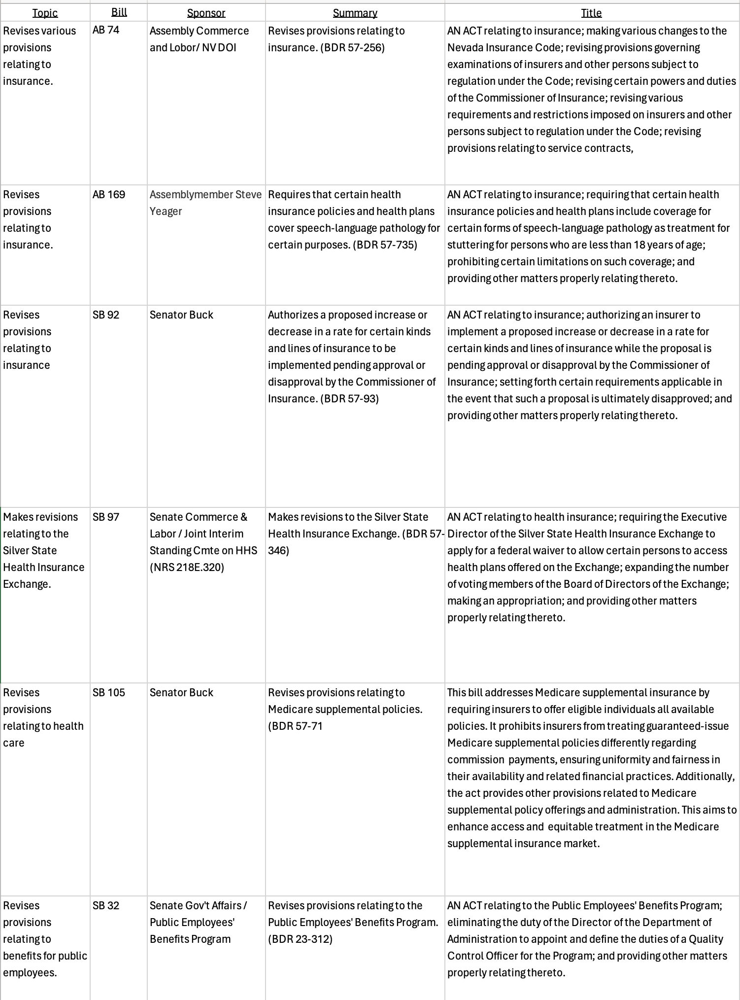 Topic
Bill
Sponsor
Summary
Title
Revises various
provisions
relating to
insurance.
AB 74
Assembly Commerce
and Lobor/ NV DOI
Revises provisions relating to
insurance. (BDR 57-256)
AN ACT relating to insurance; making various changes to the
Nevada Insurance Code; revising provisions governing
examinations of insurers and other persons subject to
regulation under the Code; revising certain powers and duties
of the Commissioner of Insurance; revising various
requirements and restrictions imposed on insurers and other
persons subject to regulation under the Code; revising
provisions relating to service contracts,
Revises
provisions
relating to
insurance.
AB 169
Assemblymember Steve
Yeager
Requires that certain health
insurance policies and health plans
cover speech-language pathology for
certain purposes. (BDR 57-735)
AN ACT relating to insurance; requiring that certain health
insurance policies and health plans include coverage for
certain forms of speech-language pathology as treatment for
stuttering for persons who are less than 18 years of age;
prohibiting certain limitations on such coverage; and
providing other matters properly relating thereto.
Revises
provisions
relating to
insurance
SB 92
Senator Buck
Authorizes a proposed increase or
decrease in a rate for certain kinds
and lines of insurance to be
implemented pending approval or
disapproval by the Commissioner of
Insurance. (BDR 57-93)
AN ACT relating to insurance; authorizing an insurer to
implement a proposed increase or decrease in a rate for
certain kinds and lines of insurance while the proposal is
pending approval or disapproval by the Commissioner of
Insurance; setting forth certain requirements applicable in
the event that such a proposal is ultimately disapproved; and
providing other matters properly relating thereto.
Makes revisions
relating to the
Silver State
Health Insurance
Exchange.
SB 97
Senate Commerce &
Labor / Joint Interim
Standing Cmte on HHS
(NRS 218E.320)
Makes revisions to the Silver State
Health Insurance Exchange. (BDR 57-
346)
AN ACT relating to health insurance; requiring the Executive
Director of the Silver State Health Insurance Exchange to
apply for a federal waiver to allow certain persons to access
health plans offered on the Exchange; expanding the number
of voting members of the Board of Directors of the Exchange;
making an appropriation; and providing other matters
properly relating thereto.
Revises
provisions
relating to health
care
SB 105
Senator Buck
Revises provisions relating to
Medicare supplemental policies.
(BDR 57-71
This bill addresses Medicare supplemental insurance by
requiring insurers to offer eligible individuals all available
policies. It prohibits insurers from treating guaranteed-issue
Medicare supplemental policies differently regarding
commission  payments, ensuring uniformity and fairness in
their availability and related financial practices. Additionally,
the act provides other provisions related to Medicare
supplemental policy offerings and administration. This aims to
enhance access and  equitable treatment in the Medicare
supplemental insurance market.
Revises
provisions
relating to
benefits for public
employees.
SB 32
Senate Gov't Affairs /
Public Employees'
Benefits Program
Revises provisions relating to the
Public Employees' Benefits Program.
(BDR 23-312)
AN ACT relating to the Public Employees' Benefits Program;
eliminating the duty of the Director of the Department of
Administration to appoint and define the duties of a Quality
Control Officer for the Program; and providing other matters
properly relating thereto.